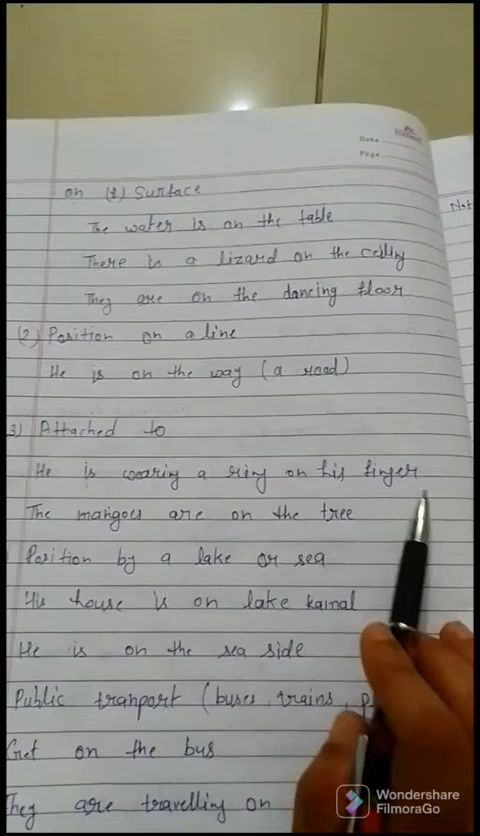 Date
Page
on (1) Surface
The water is on the table
There is a lizard on the ceiling
They are on the dancing floor
(2) Position on a line
He is on the way (a road)
3) Attached to
He is wearing a ring on his finger
The mangoes are on the tree
Position by a lake or sea
His house is on lake
He is on the sea side
Public tranport (buses, trains, p
Get on the bus
They are travelling on
Not
Wondershare
FilmoraGo